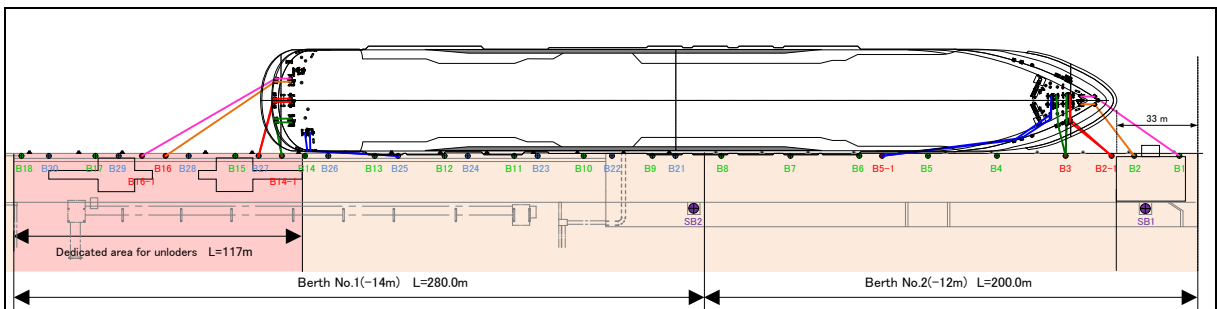 33 m
B18 B30 B17 B29 B16 B28 B15 B27 B14 B26 B13 B25 B12 B24 B11 B23 B10 B22 B9 B21 B8 B7 B6 B5-1 B5 B4 B3 B2-1 B2 B1
B16-1 B14-1
SB2 SB1
Dedicated area for unloders L=117m
Berth No.1(-14m) L=280.0m Berth No.2(-12m) L=200.0m